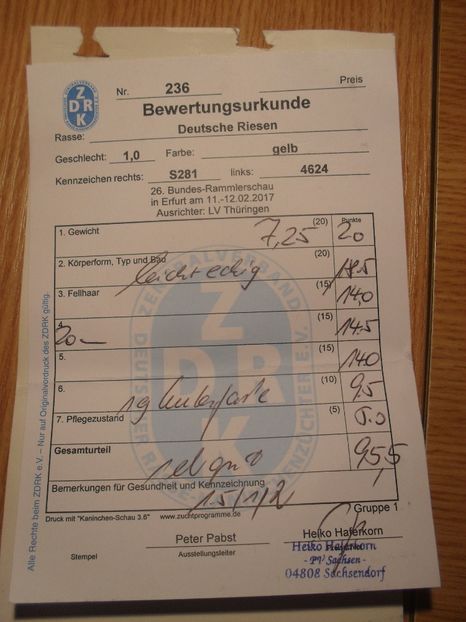 ZDRK
Nr. 236 Preis
Bewertungsurkunde
Rasse: Deutsche Riesen
Geschlecht: 1,0 Farbe: gelb
Kennzeichen rechts: S281 links: 4624
26. Bundes-Rammlerschau
in Erfurt am 11.-12.02.2017
Ausrichter: LV Thüringen
Punkte
1. Gewicht 7,25 (20) 20
2. Körperform, Typ und Bau (20) 18.5
leicht eckig
3. Fellhaar (15) 14.0
4. 20 (15) 14.5
5. (15) 14.0
6. (10) 9,5
7. Pflegezustand (5) 5.0
Gesamturteil 95,5
Bemerkungen für Gesundheit und Kennzeichnung
15/1/2
Druck mit "Kaninchen-Schau 3.6" www.zuchtprogramme.de Gruppe 1
Peter Pabst Heiko Haferkorn
Stempel Ausstellungsleiter
Heiko Haferkorn
- PV Sachsen -
04808 Sachsendorf
Alle Rechte beim ZDRK e.V. – Nur auf Originalvordruck des ZDRK gültig.